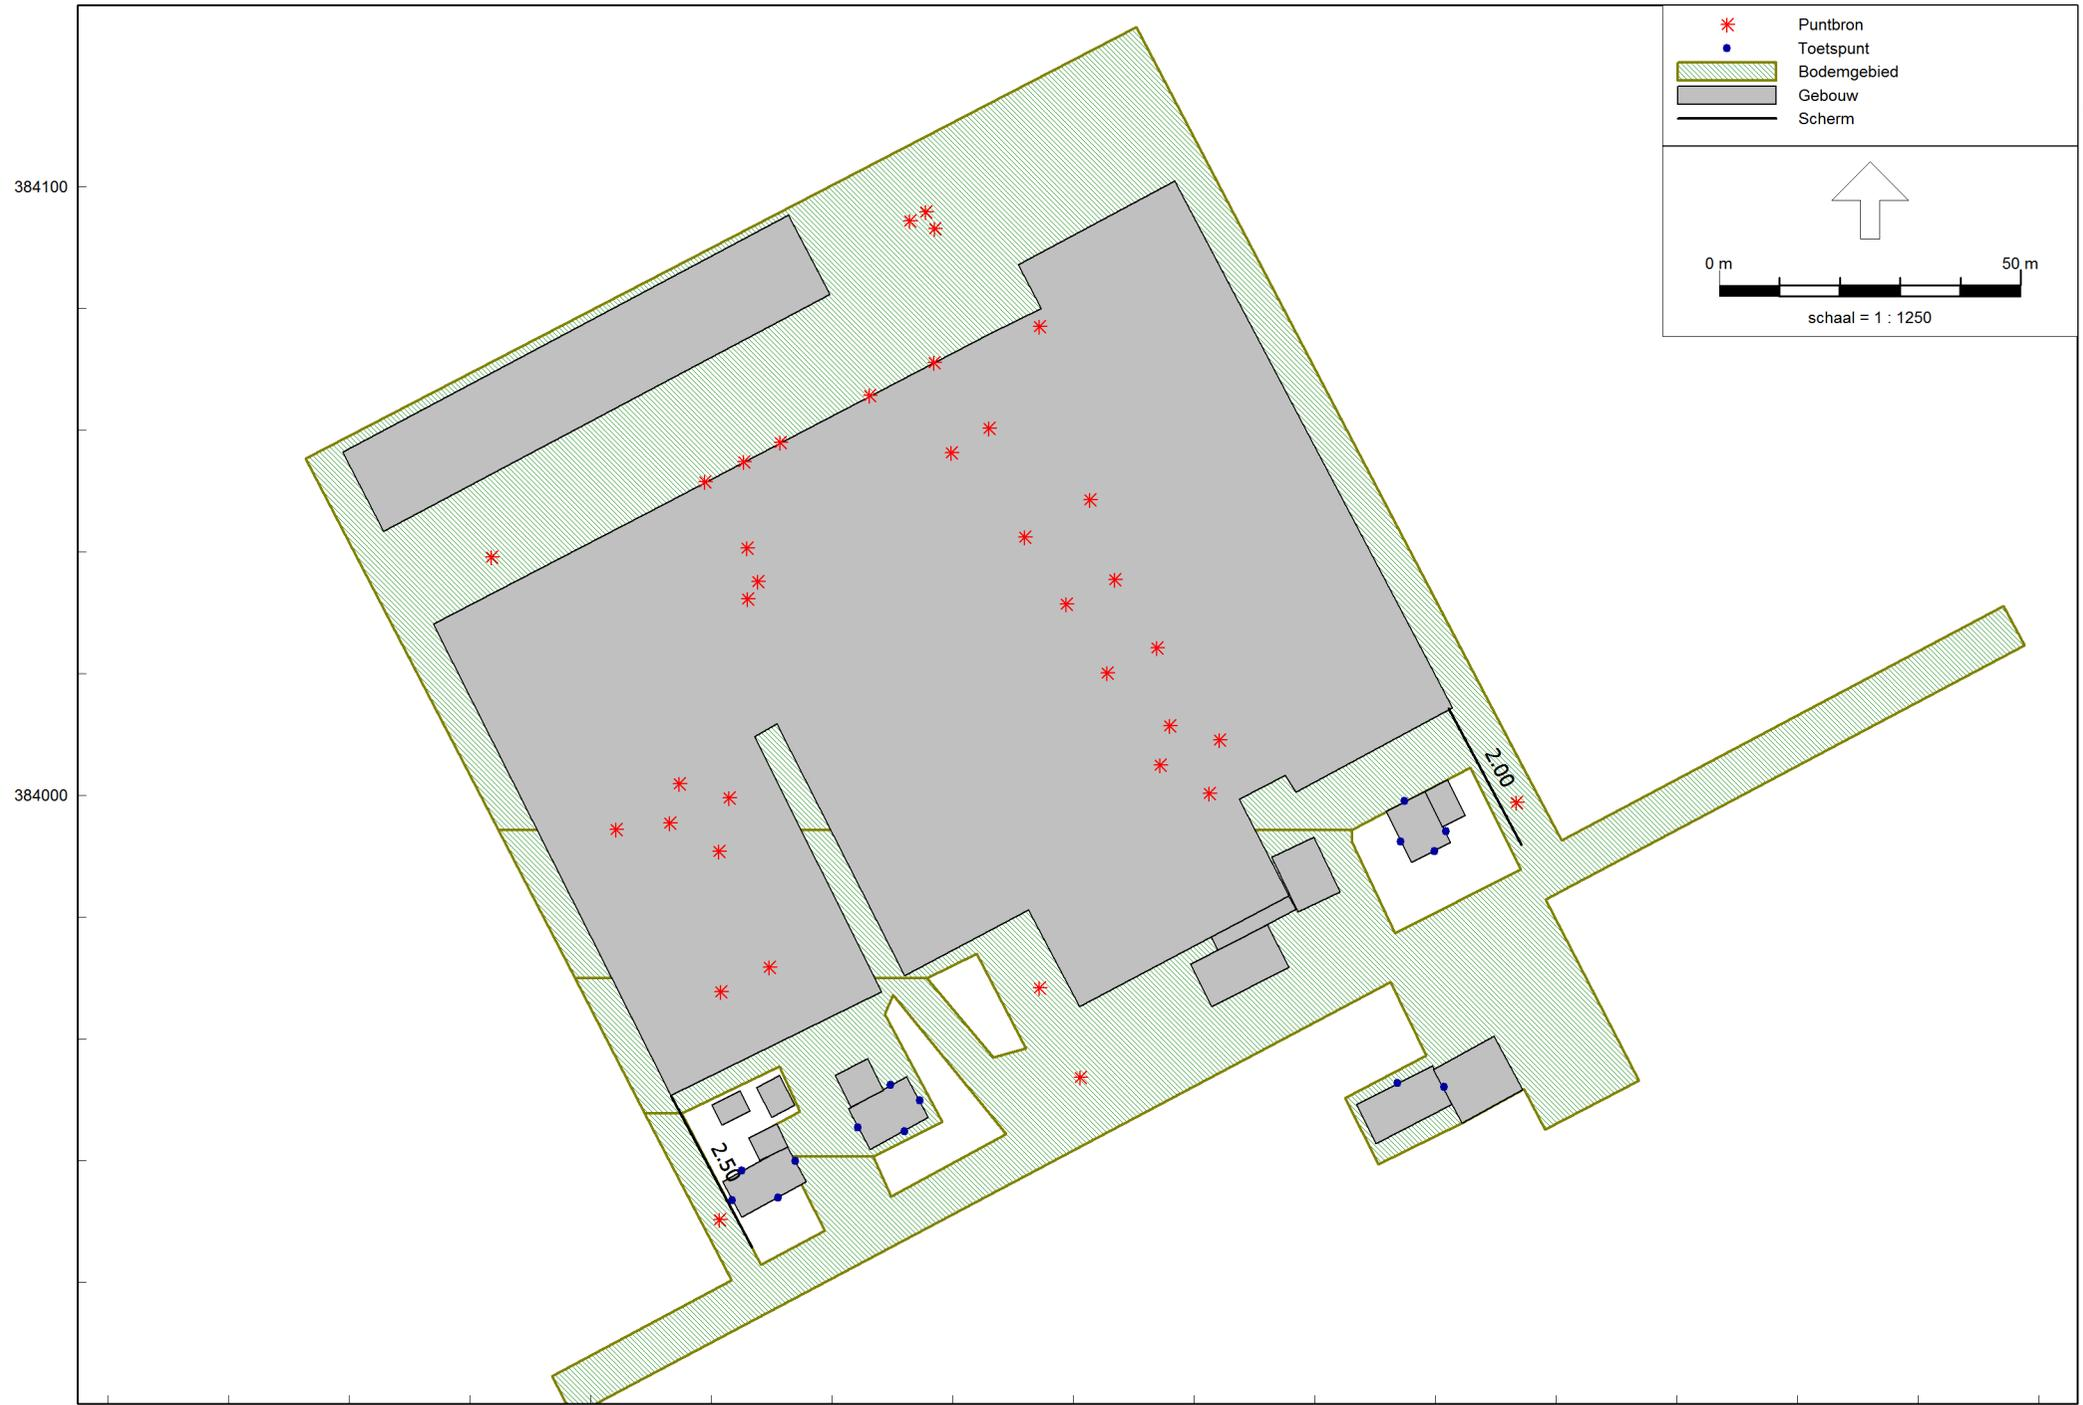 Puntbron
Toetspunt
Bodemgebied
Gebouw
Scherm
384100
0 m 50 m
schaal = 1 : 1250
2.00
384000
2.50